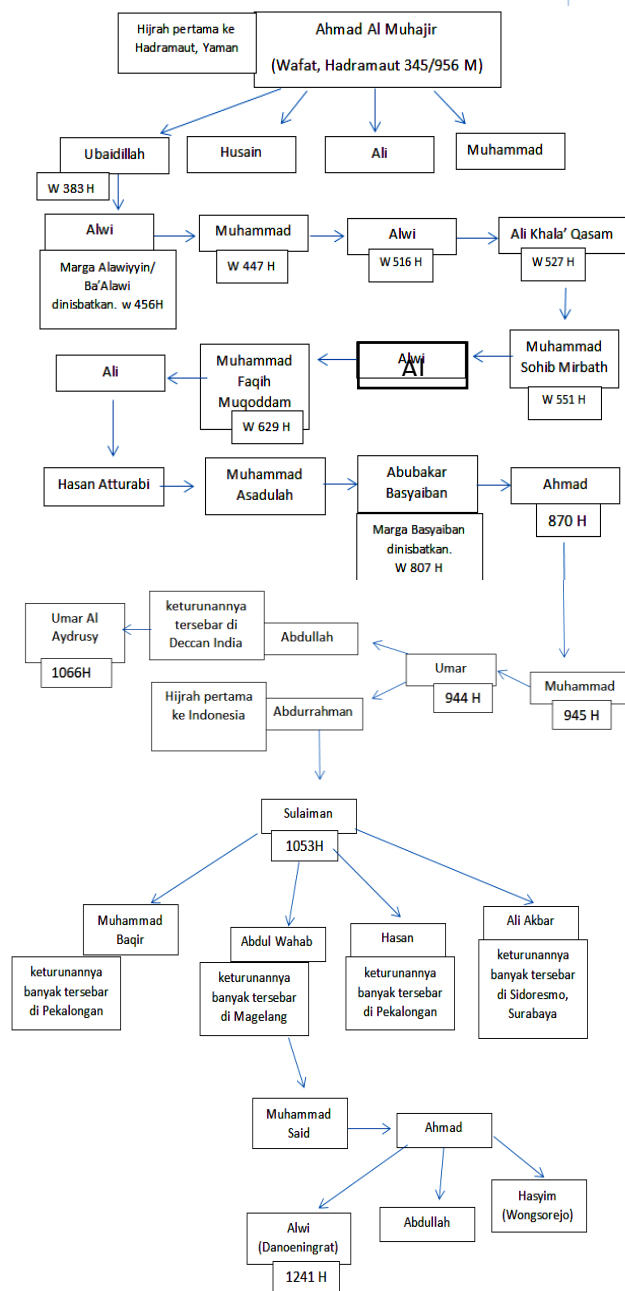 Hijrah pertama ke
Hadramaut, Yaman
Ahmad Al Muhajir
(Wafat, Hadramaut 345/956 M)
Ubaidillah
W 383 H
Husain
Ali
Muhammad
Alwi
Marga Alawiyyin/
Ba'Alawi
dinisbatkan. w 456H
Muhammad
W 447 H
Alwi
W 516 H
Ali Khala' Qasam
W 527 H
Muhammad
Sohib Mirbath
W 551 H
Alwi
Al
Muhammad
Faqih
Muqoddam
W 629 H
Ali
Hasan Atturabi
Muhammad
Asadulah
Abubakar
Basyaiban
Marga Basyaiban
dinisbatkan.
W 807 H
Ahmad
870 H
Muhammad
945 H
Umar
944 H
Abdullah
keturunannya
tersebar di
Deccan India
Umar Al
Aydrusy
1066H
Abdurrahman
Hijrah pertama
ke Indonesia
Sulaiman
1053H
Muhammad
Baqir
keturunannya
banyak tersebar
di Pekalongan
Abdul Wahab
keturunannya
banyak tersebar
di Magelang
Hasan
keturunannya
banyak tersebar
di Pekalongan
Ali Akbar
keturunannya
banyak tersebar
di Sidoresmo,
Surabaya
Muhammad
Said
Ahmad
Alwi
(Danoeningrat)
1241 H
Abdullah
Hasyim
(Wongsorejo)